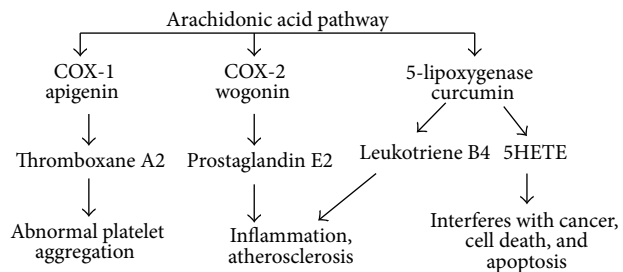 Arachidonic acid pathway
COX-1
apigenin
COX-2
wogonin
5-lipoxygenase
curcumin
Thromboxane A2
Prostaglandin E2
Leukotriene B4
5HETE
Abnormal platelet
aggregation
Inflammation,
atherosclerosis
Interferes with cancer,
cell death, and
apoptosis